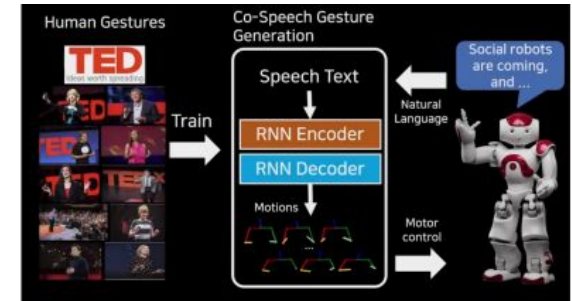 Human Gestures
TED
Ideas worth spreading
Train
Co-Speech Gesture
Generation
Speech Text
RNN Encoder
RNN Decoder
Motions
...
Social robots
are coming,
and ...
Natural
Language
Motor
control